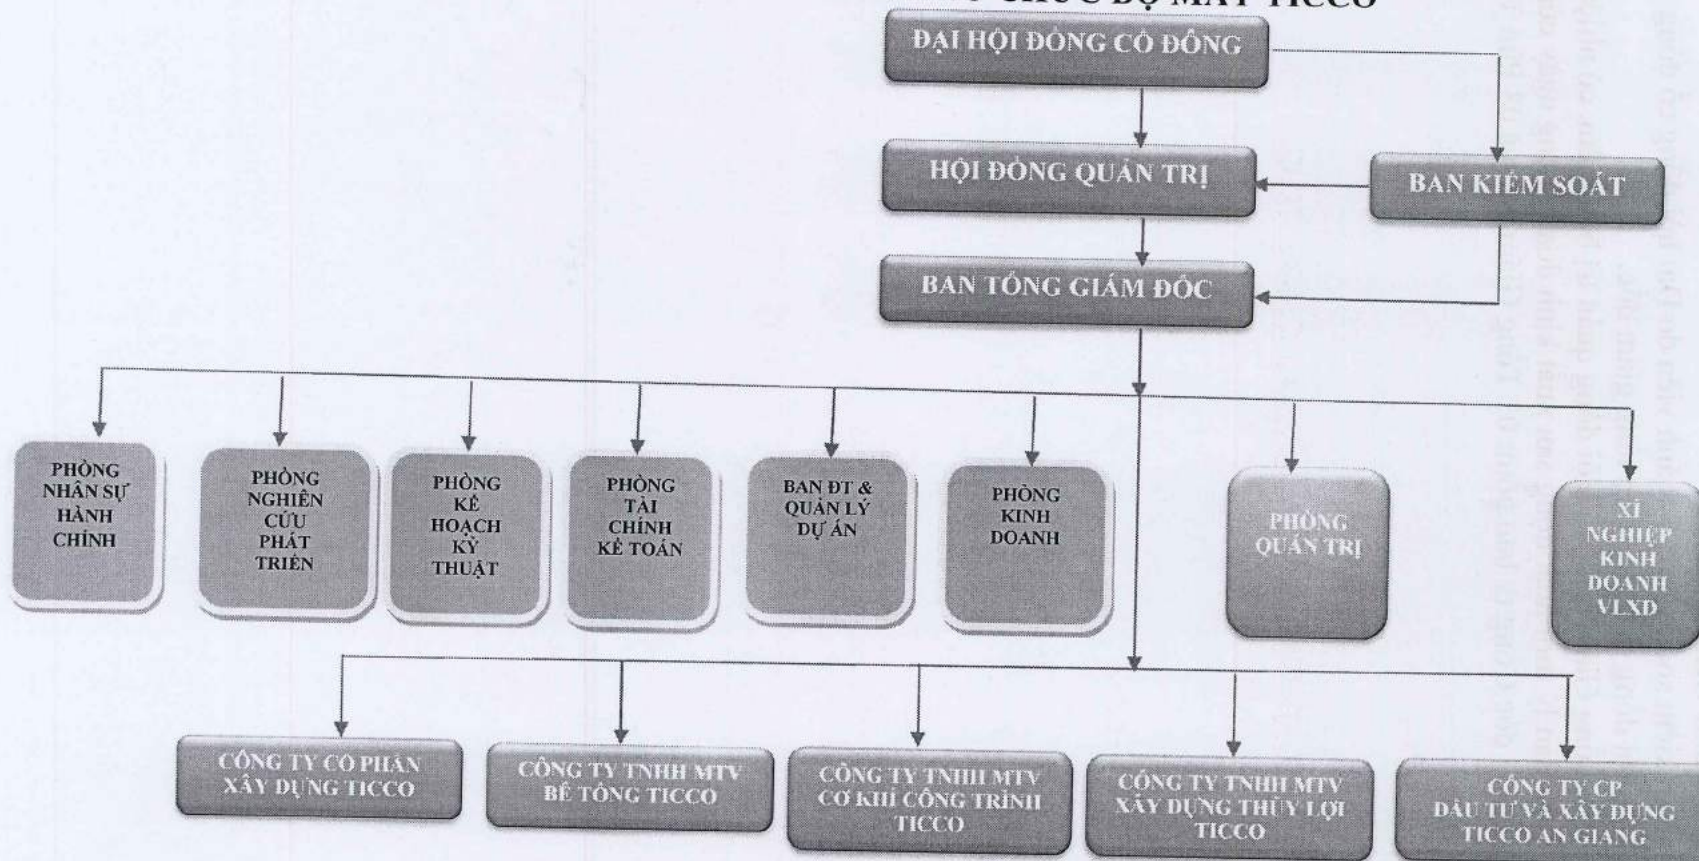 CHỨC BỘ MÁY TICCO
ĐẠI HỘI ĐỒNG CỔ ĐÔNG
HỘI ĐỒNG QUẢN TRỊ
BAN KIỂM SOÁT
BAN TỔNG GIÁM ĐỐC
PHÒNG
NHÂN SỰ
HÀNH
CHÍNH
PHÒNG
NGHIÊN
CỨU
PHÁT
TRIỂN
PHÒNG
KẾ
HOẠCH
KỸ
THUẬT
PHÒNG
TÀI
CHÍNH
KẾ TOÁN
BAN ĐT &
QUẢN LÝ
DỰ ÁN
PHÒNG
KINH
DOANH
PHÒNG
QUẢN TRỊ
XÍ
NGHIỆP
KINH
DOANH
VLXD
CÔNG TY CỔ PHẦN
XÂY DỰNG TICCO
CÔNG TY TNHH MTV
BÊ TÔNG TICCO
CÔNG TY TNHH MTV
CƠ KHÍ CÔNG TRÌNH
TICCO
CÔNG TY TNHH MTV
XÂY DỰNG THỦY LỢI
TICCO
CÔNG TY CP
ĐẦU TƯ VÀ XÂY DỰNG
TICCO AN GIANG